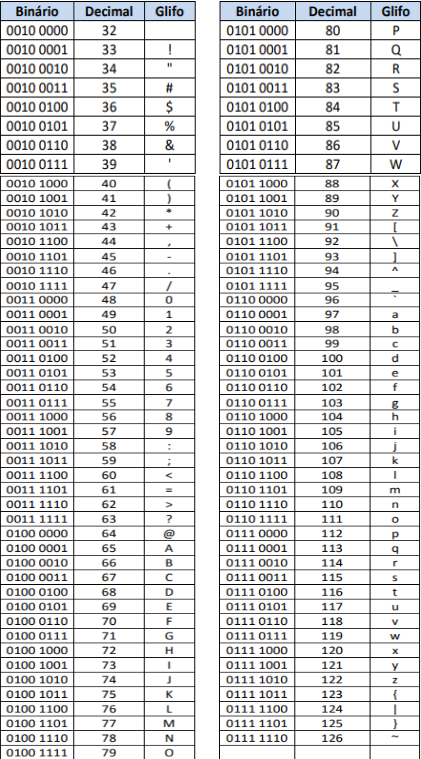 Binário Decimal Glifo
0010 0000 32
0010 0001 33 !
0010 0010 34 "
0010 0011 35 #
0010 0100 36 $
0010 0101 37 %
0010 0110 38 &
0010 0111 39 '
0010 1000 40 (
0010 1001 41 )
0010 1010 42 *
0010 1011 43 +
0010 1100 44 ,
0010 1101 45 -
0010 1110 46 .
0010 1111 47 /
0011 0000 48 0
0011 0001 49 1
0011 0010 50 2
0011 0011 51 3
0011 0100 52 4
0011 0101 53 5
0011 0110 54 6
0011 0111 55 7
0011 1000 56 8
0011 1001 57 9
0011 1010 58 :
0011 1011 59 ;
0011 1100 60 <
0011 1101 61 =
0011 1110 62 >
0011 1111 63 ?
0100 0000 64 @
0100 0001 65 A
0100 0010 66 B
0100 0011 67 C
0100 0100 68 D
0100 0101 69 E
0100 0110 70 F
0100 0111 71 G
0100 1000 72 H
0100 1001 73 I
0100 1010 74 J
0100 1011 75 K
0100 1100 76 L
0100 1101 77 M
0100 1110 78 N
0100 1111 79 O
Binário Decimal Glifo
0101 0000 80 P
0101 0001 81 Q
0101 0010 82 R
0101 0011 83 S
0101 0100 84 T
0101 0101 85 U
0101 0110 86 V
0101 0111 87 W
0101 1000 88 X
0101 1001 89 Y
0101 1010 90 Z
0101 1011 91 [
0101 1100 92 \
0101 1101 93 ]
0101 1110 94 ^
0101 1111 95 _
0110 0000 96 `
0110 0001 97 a
0110 0010 98 b
0110 0011 99 c
0110 0100 100 d
0110 0101 101 e
0110 0110 102 f
0110 0111 103 g
0110 1000 104 h
0110 1001 105 i
0110 1010 106 j
0110 1011 107 k
0110 1100 108 l
0110 1101 109 m
0110 1110 110 n
0110 1111 111 o
0111 0000 112 p
0111 0001 113 q
0111 0010 114 r
0111 0011 115 s
0111 0100 116 t
0111 0101 117 u
0111 0110 118 v
0111 0111 119 w
0111 1000 120 x
0111 1001 121 y
0111 1010 122 z
0111 1011 123 {
0111 1100 124 |
0111 1101 125 }
0111 1110 126 ~